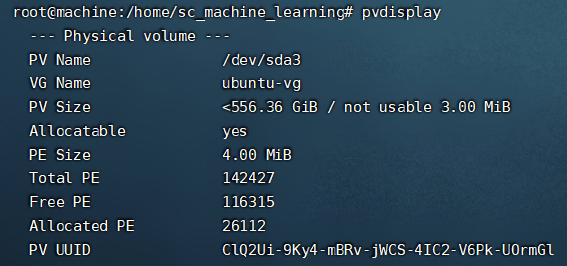 root@machine:/home/sc_machine_learning# pvdisplay
--- Physical volume ---
PV Name /dev/sda3
VG Name ubuntu-vg
PV Size <556.36 GiB / not usable 3.00 MiB
Allocatable yes
PE Size 4.00 MiB
Total PE 142427
Free PE 116315
Allocated PE 26112
PV UUID ClQ2Ui-9Ky4-mBRv-jWCS-4IC2-V6Pk-UOrmGl